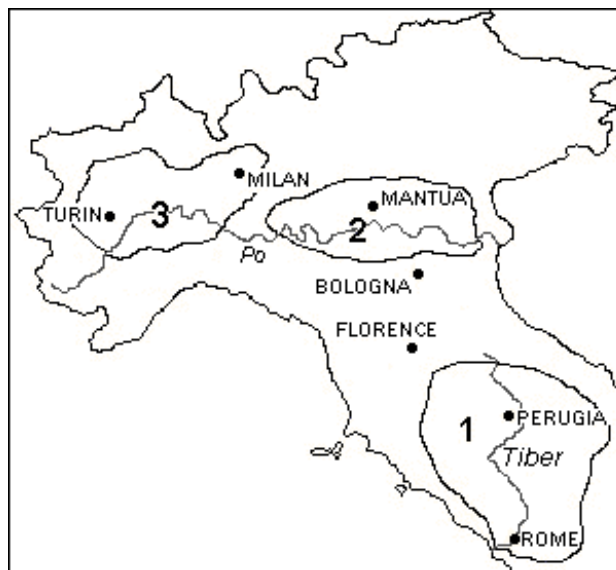 MILAN
MANTUA
TURIN
3
2
Po
BOLOGNA
FLORENCE
1
PERUGIA
Tiber
ROME